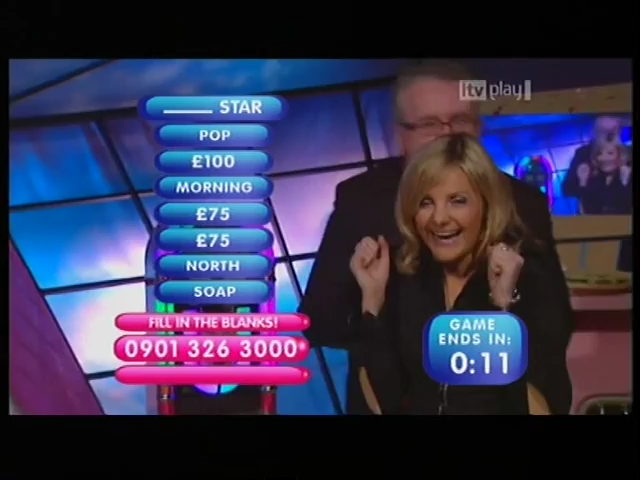 itv play
____ STAR
POP
£100
MORNING
£75
£75
NORTH
SOAP
FILL IN THE BLANKS!
0901 326 3000
GAME
ENDS IN:
0:11